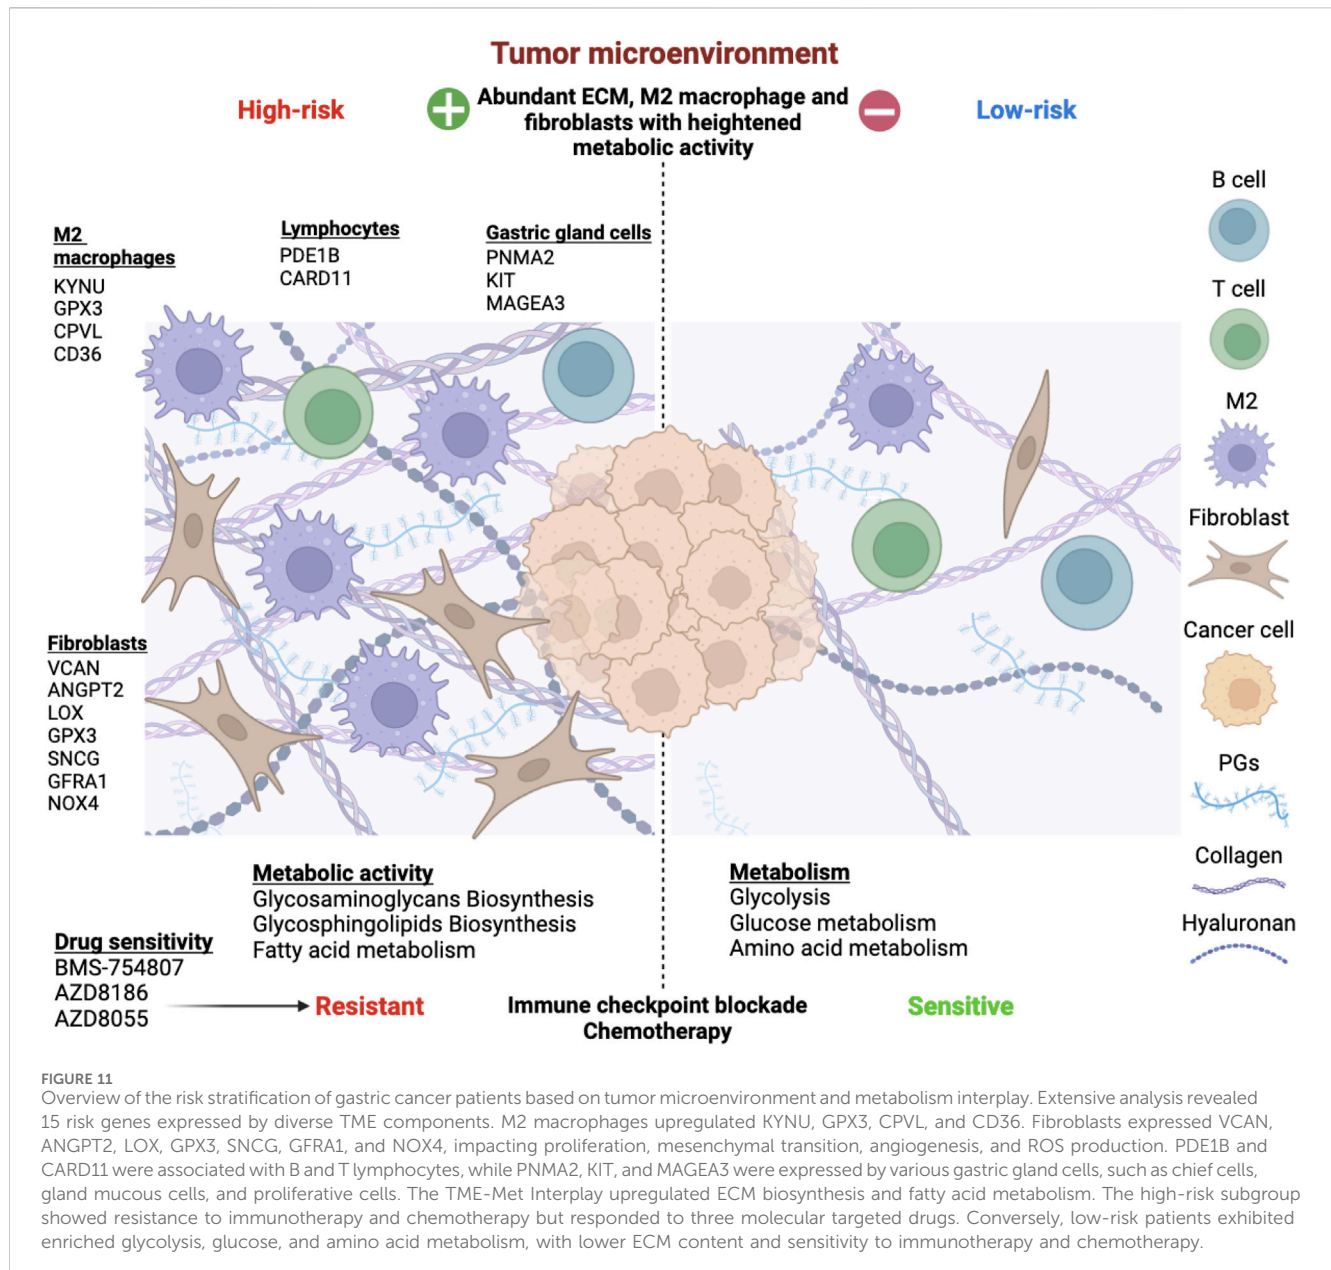 Tumor microenvironment
High-risk
Abundant ECM, M2 macrophage and
fibroblasts with heightened
metabolic activity
Low-risk
M2
macrophages
KYNU
GPX3
CPVL
CD36
Lymphocytes
PDE1B
CARD11
Gastric gland cells
PNMA2
KIT
MAGEA3
B cell
T cell
M2
Fibroblast
Cancer cell
PGs
Collagen
Hyaluronan
Fibroblasts
VCAN
ANGPT2
LOX
GPX3
SNCG
GFRA1
NOX4
Metabolic activity
Glycosaminoglycans Biosynthesis
Glycosphingolipids Biosynthesis
Fatty acid metabolism
Metabolism
Glycolysis
Glucose metabolism
Amino acid metabolism
Drug sensitivity
BMS-754807
AZD8186
AZD8055
Resistant
Immune checkpoint blockade
Chemotherapy
Sensitive
FIGURE 11
Overview of the risk stratification of gastric cancer patients based on tumor microenvironment and metabolism interplay. Extensive analysis revealed
15 risk genes expressed by diverse TME components. M2 macrophages upregulated KYNU, GPX3, CPVL, and CD36. Fibroblasts expressed VCAN,
ANGPT2, LOX, GPX3, SNCG, GFRA1, and NOX4, impacting proliferation, mesenchymal transition, angiogenesis, and ROS production. PDE1B and
CARD11 were associated with B and T lymphocytes, while PNMA2, KIT, and MAGEA3 were expressed by various gastric gland cells, such as chief cells,
gland mucous cells, and proliferative cells. The TME-Met Interplay upregulated ECM biosynthesis and fatty acid metabolism. The high-risk subgroup
showed resistance to immunotherapy and chemotherapy but responded to three molecular targeted drugs. Conversely, low-risk patients exhibited
enriched glycolysis, glucose, and amino acid metabolism, with lower ECM content and sensitivity to immunotherapy and chemotherapy.